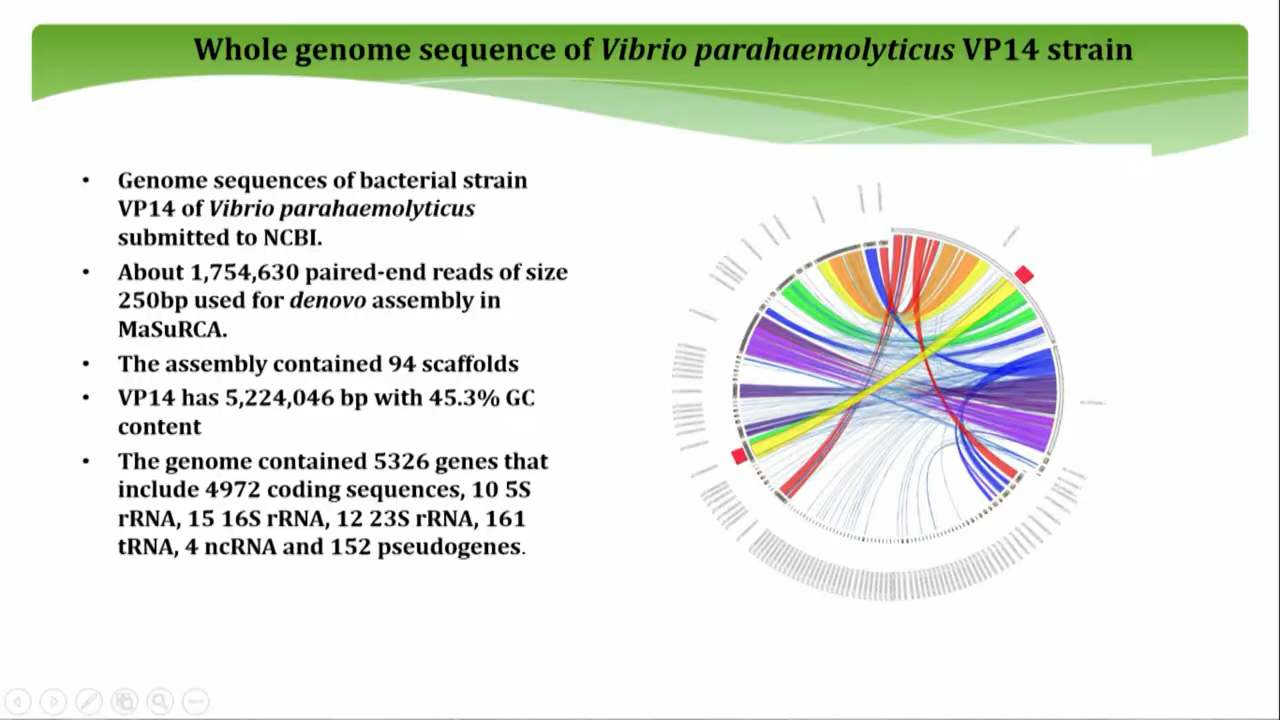 Whole genome sequence of Vibrio parahaemolyticus VP14 strain
• Genome sequences of bacterial strain
VP14 of Vibrio parahaemolyticus
submitted to NCBI.
• About 1,754,630 paired-end reads of size
250bp used for denovo assembly in
MaSuRCA.
• The assembly contained 94 scaffolds
• VP14 has 5,224,046 bp with 45.3% GC
content
• The genome contained 5326 genes that
include 4972 coding sequences, 10 5S
rRNA, 15 16S rRNA, 12 23S rRNA, 161
tRNA, 4 ncRNA and 152 pseudogenes.